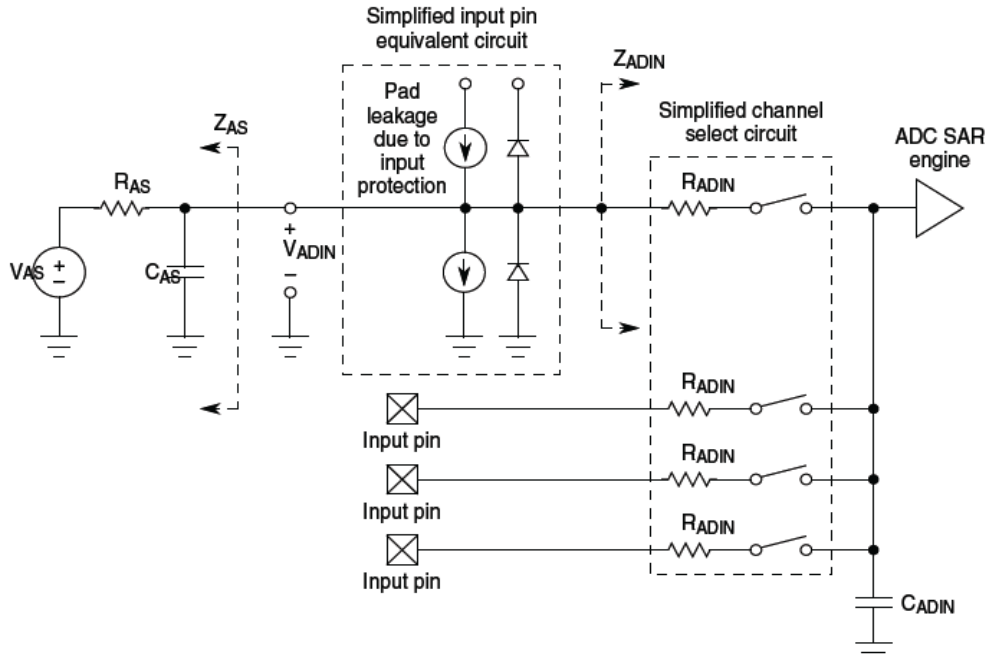 Simplified input pin
equivalent circuit
Pad
leakage
due to
input
protection
ZAS
ZADIN
Simplified channel
select circuit
ADC SAR
engine
RAS
RADIN
VAS
+
−
CAS
+
VADIN
−
RADIN
Input pin
RADIN
Input pin
RADIN
Input pin
CADIN